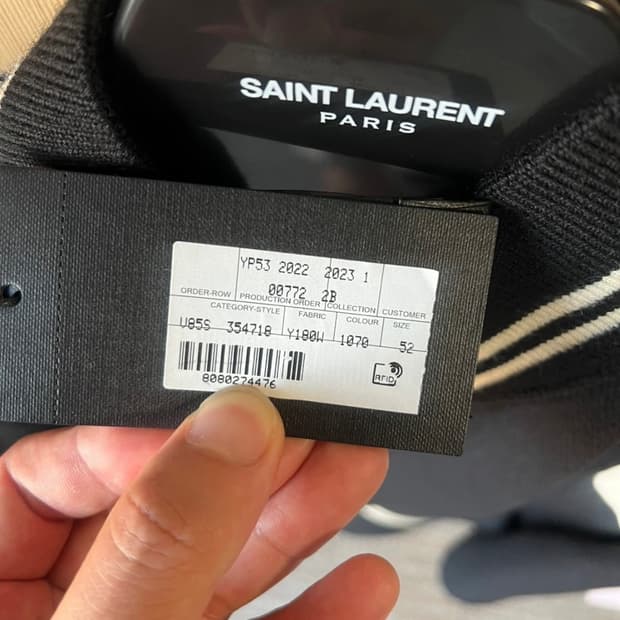 SAINT LAURENT
PARIS
YP53 2022 2023 1
00772 2B
ORDER-ROW PRODUCTION ORDER COLLECTION CUSTOMER
CATEGORY-STYLE FABRIC COLOUR SIZE
V85S 354718 Y180W 1070 52
8080274476
RFID